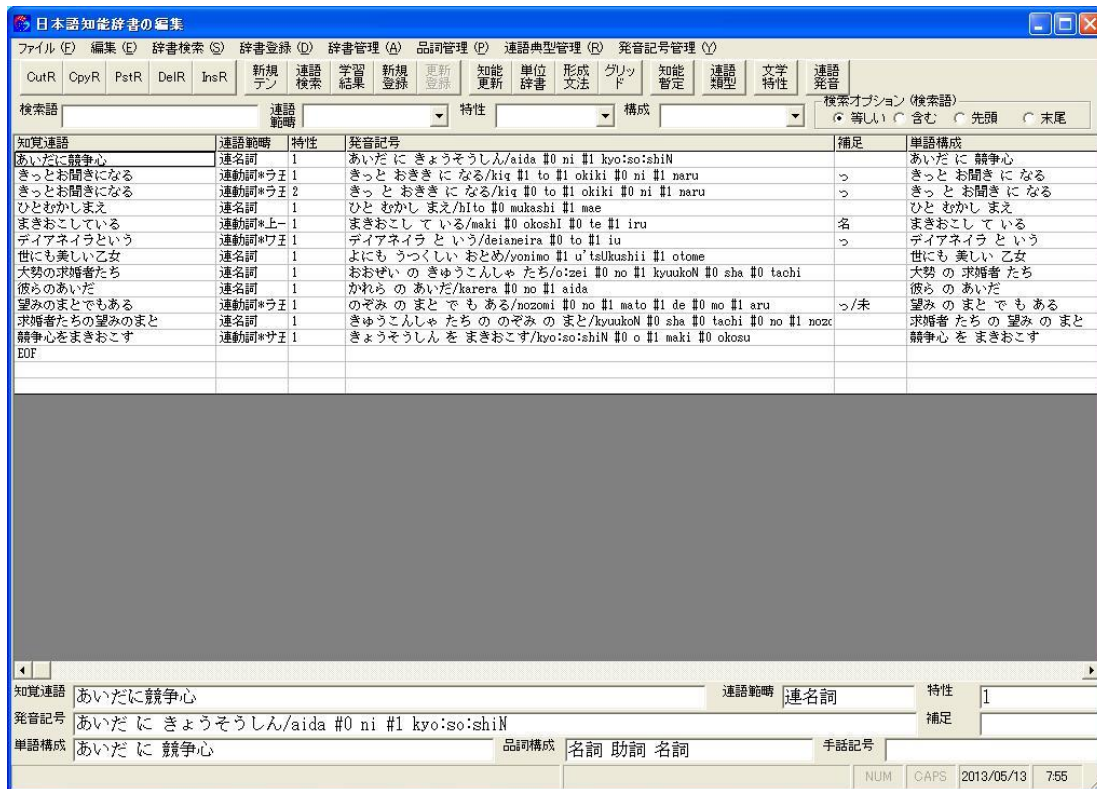 日本語知能辞書の編集
ファイル (F) 編集 (E) 辞書検索 (S) 辞書登録 (D) 辞書管理 (A) 品詞管理 (P) 連語典型管理 (R) 発音記号管理 (Y)
CutR CpyR PstR DelR InsR 新規テン 連語検索 学習結果 新規登録 更新登録 知能更新 単位辞書 形成文法 グリッド 知能暫定 連語類型 文学特性 連語発音
検索語 連語範疇 特性 構成 検索オプション (検索語) 等しい 含む 先頭 末尾
知覚連語 連語範疇 特性 発音記号 補足 単語構成
あいだに競争心 連名詞 1 あいだ に きょうそうしん/aida #0 ni #1 kyo:so:shiN あいだ に 競争心
きっとお聞きになる 連動詞*ラ王 1 きっと おきき に なる/kiq #1 to #1 okiki #0 ni #1 naru っ きっと お聞き に なる
きっとお聞きになる 連動詞*ラ王 2 きっ と おきき に なる/kiq #0 to #1 okiki #0 ni #1 naru っ きっ と お聞き に なる
ひとむかしまえ 連名詞 1 ひと むかし まえ/hIto #0 mukashi #1 mae ひと むかし まえ
まきおこしている 連動詞*上一 1 まきおこし て いる/maki #0 okoshI #0 te #1 iru 名 まきおこし て いる
デイアネイラという 連動詞*ワ王 1 デイアネイラ と いう/deianeira #0 to #1 iu っ デイアネイラ と いう
世にも美しい乙女 連名詞 1 よにも うつくしい おとめ/yonimo #1 u'tsUkushii #1 otome 世にも 美しい 乙女
大勢の求婚者たち 連名詞 1 おおぜい の きゅうこんしゃ たち/o:zei #0 no #1 kyuukoN #0 sha #0 tachi 大勢 の 求婚者 たち
彼らのあいだ 連名詞 1 かれら の あいだ/karera #0 no #1 aida 彼ら の あいだ
望みのまとでもある 連動詞*ラ王 1 のぞみ の まと で も ある/nozomi #0 no #1 mato #1 de #0 mo #1 aru っ/未 望み の まと で も ある
求婚者たちの望みのまと 連名詞 1 きゅうこんしゃ たち の のぞみ の まと/kyuukoN #0 sha #0 tachi #0 no #1 nozo 求婚者 たち の 望み の まと
競争心をまきおこす 連動詞*サ王 1 きょうそうしん を まきおこす/kyo:so:shiN #0 o #1 maki #0 okosu 競争心 を まきおこす
EOF
知覚連語 あいだに競争心 連語範疇 連名詞 特性 1
発音記号 あいだ に きょうそうしん/aida #0 ni #1 kyo:so:shiN 補足
単語構成 あいだ に 競争心 品詞構成 名詞 助詞 名詞 手話記号
NUM CAPS 2013/05/13 7:55